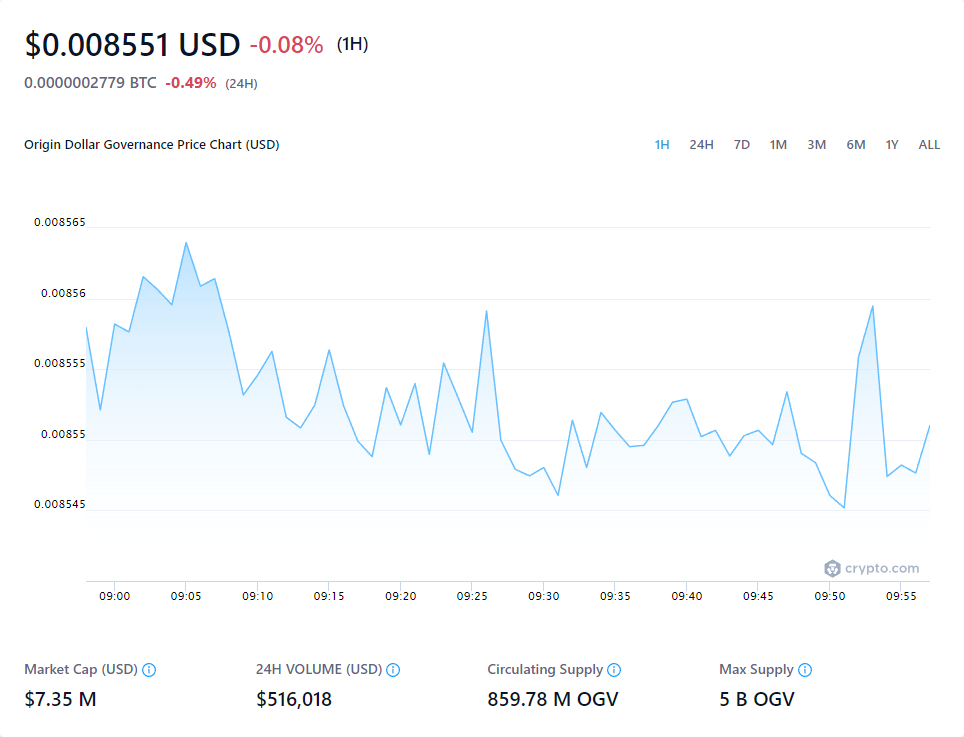 $0.008551 USD -0.08% (1H)
0.0000002779 BTC -0.49% (24H)
Origin Dollar Governance Price Chart (USD) 1H 24H 7D 1M 3M 6M 1Y ALL
0.008565
0.00856
0.008555
0.00855
0.008545
crypto.com
09:00 09:05 09:10 09:15 09:20 09:25 09:30 09:35 09:40 09:45 09:50 09:55
Market Cap (USD) 24H VOLUME (USD) Circulating Supply Max Supply
$7.35 M $516,018 859.78 M OGV 5 B OGV